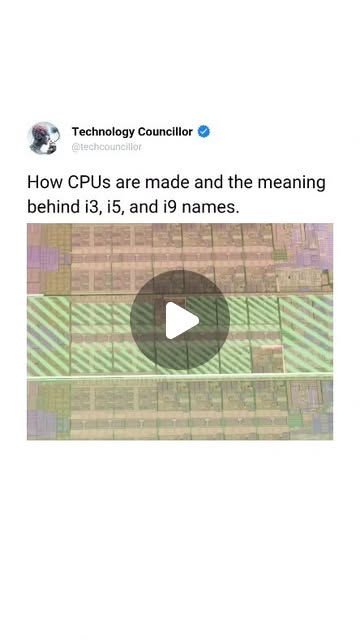 Technology Councillor
@techcouncillor
How CPUs are made and the meaning
behind i3, i5, and i9 names.